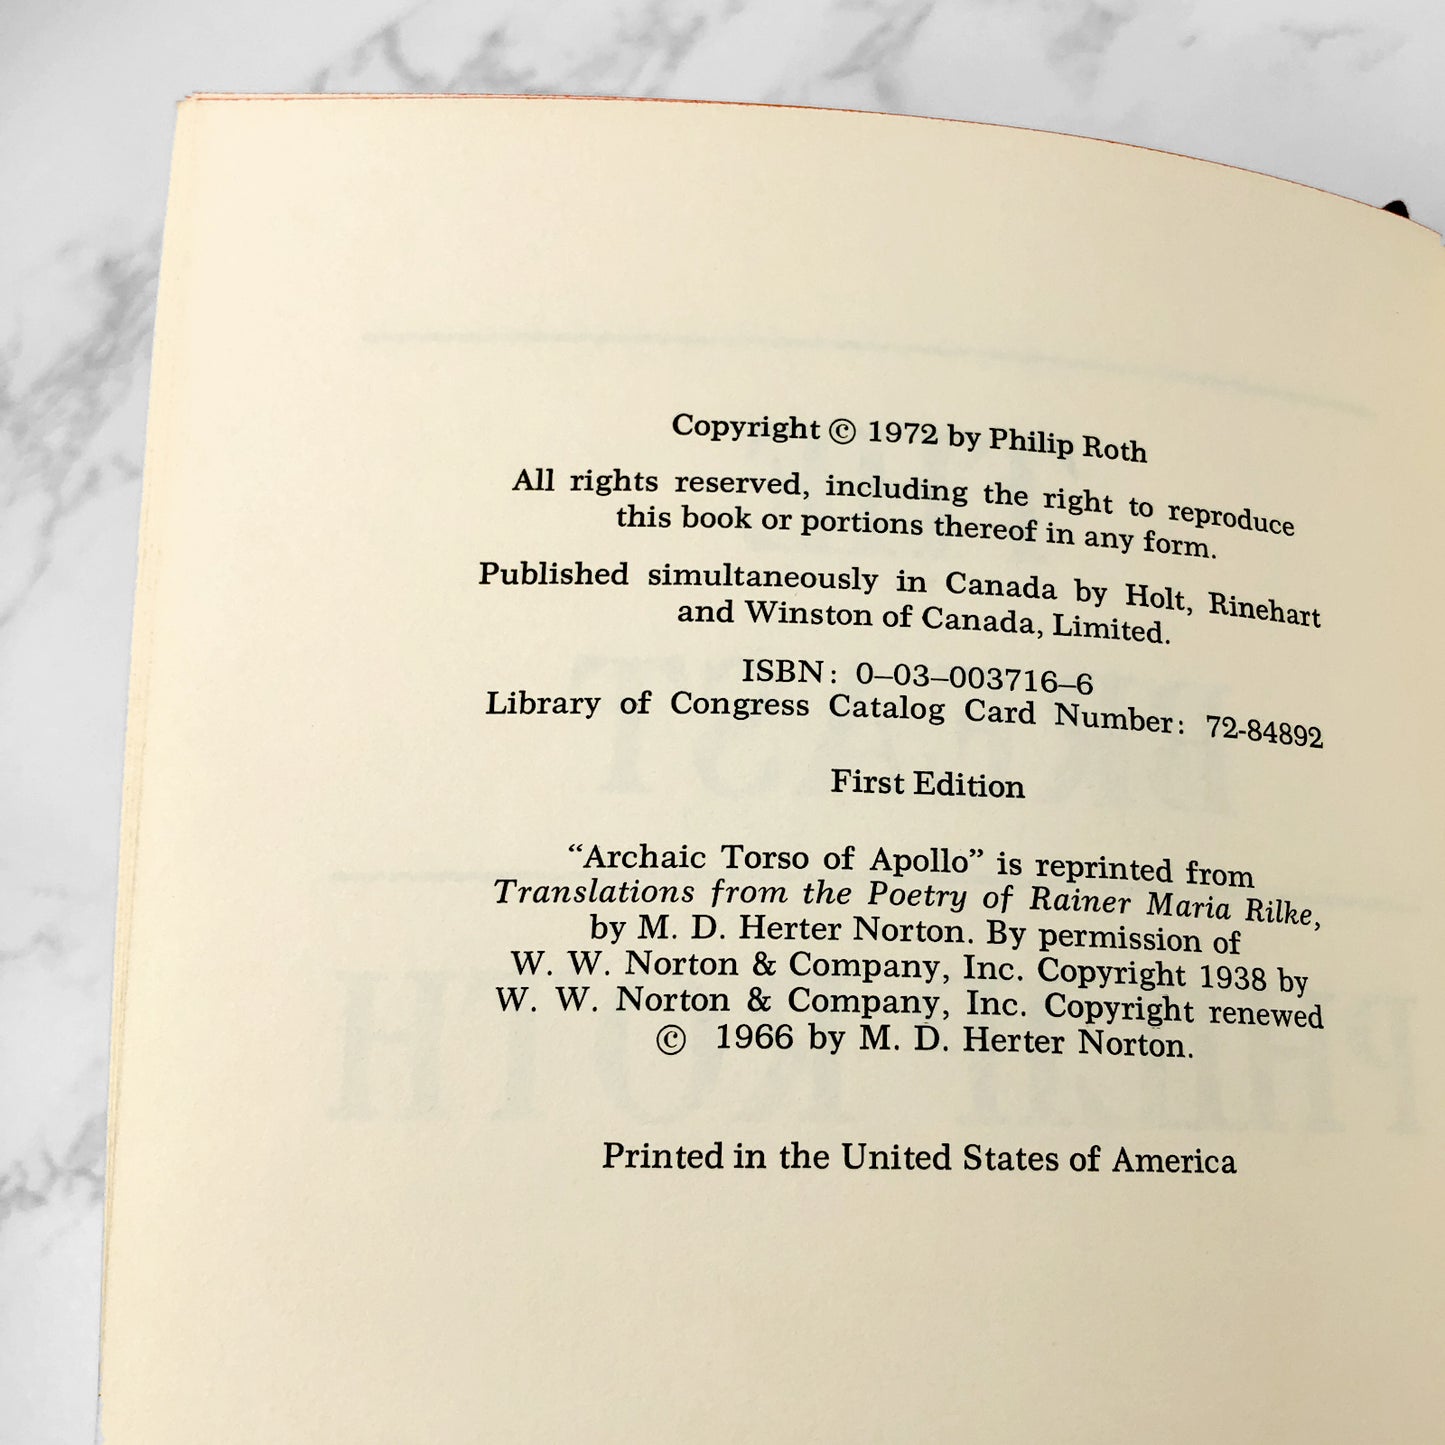 Copyright © 1972 by Philip Roth
All rights reserved, including the right to reproduce
this book or portions thereof in any form.
Published simultaneously in Canada by Holt, Rinehart
and Winston of Canada, Limited.
ISBN: 0–03–003716–6
Library of Congress Catalog Card Number: 72-84892
First Edition
“Archaic Torso of Apollo” is reprinted from
Translations from the Poetry of Rainer Maria Rilke,
by M. D. Herter Norton. By permission of
W. W. Norton & Company, Inc. Copyright 1938 by
W. W. Norton & Company, Inc. Copyright renewed
© 1966 by M. D. Herter Norton.
Printed in the United States of America